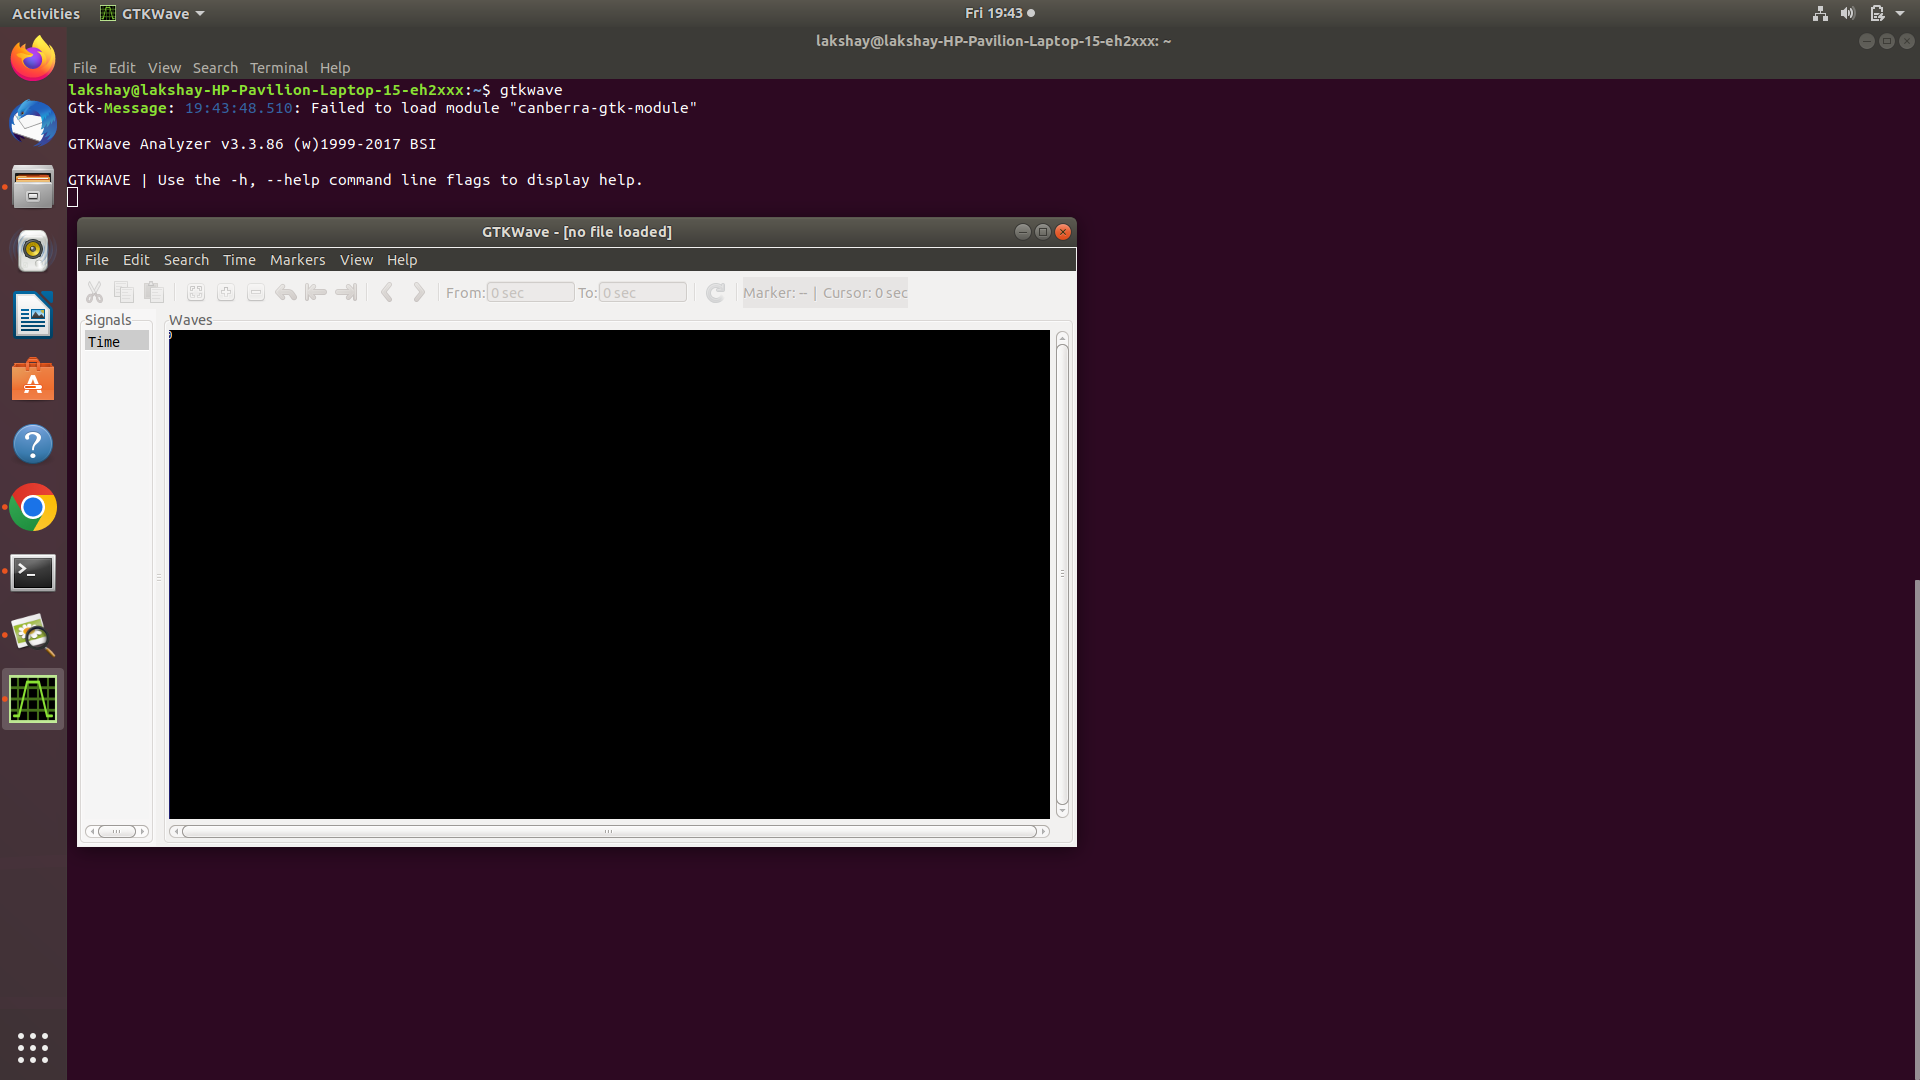 Activities GTKWave Fri 19:43
lakshay@lakshay-HP-Pavilion-Laptop-15-eh2xxx: ~
File Edit View Search Terminal Help
lakshay@lakshay-HP-Pavilion-Laptop-15-eh2xxx:~$ gtkwave
Gtk-Message: 19:43:48.510: Failed to load module "canberra-gtk-module"
GTKWave Analyzer v3.3.86 (w)1999-2017 BSI
GTKWAVE | Use the -h, --help command line flags to display help.
GTKWave - [no file loaded]
File Edit Search Time Markers View Help
From: 0 sec To: 0 sec Marker: -- | Cursor: 0 sec
Signals Waves
Time